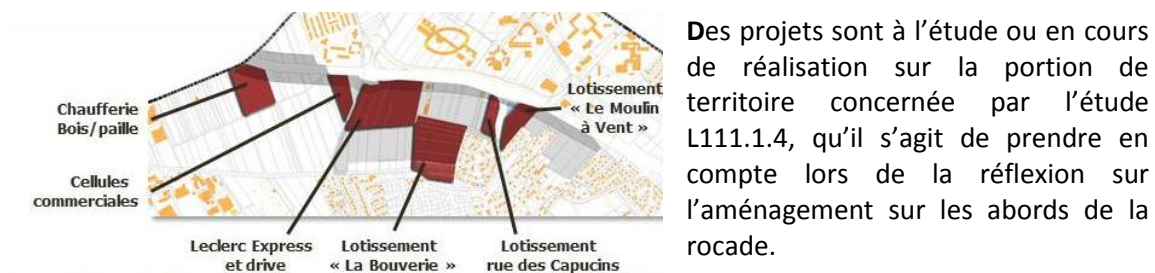 Chaufferie
Bois/paille
Cellules
commerciales
Leclerc Express
et drive
Lotissement
« La Bouverie »
Lotissement
rue des Capucins
Lotissement
« Le Moulin
à Vent »
Des projets sont à l’étude ou en cours
de réalisation sur la portion de
territoire concernée par l’étude
L111.1.4, qu’il s’agit de prendre en
compte lors de la réflexion sur
l’aménagement sur les abords de la
rocade.